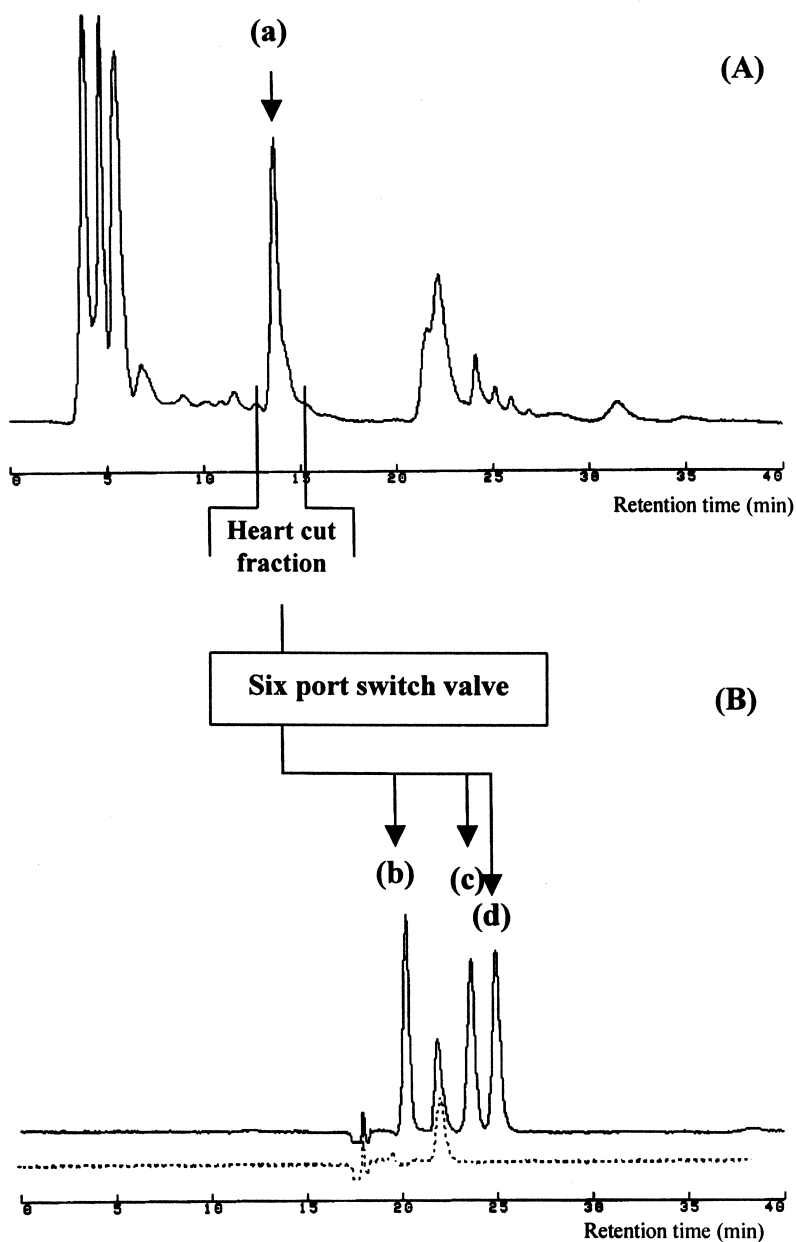 (a)
(A)
0 5 10 15 20 25 30 35 40
Retention time (min)
Heart cut
fraction
Six port switch valve
(B)
(b)
(c)
(d)
0 5 10 15 20 25 30 35 40
Retention time (min)